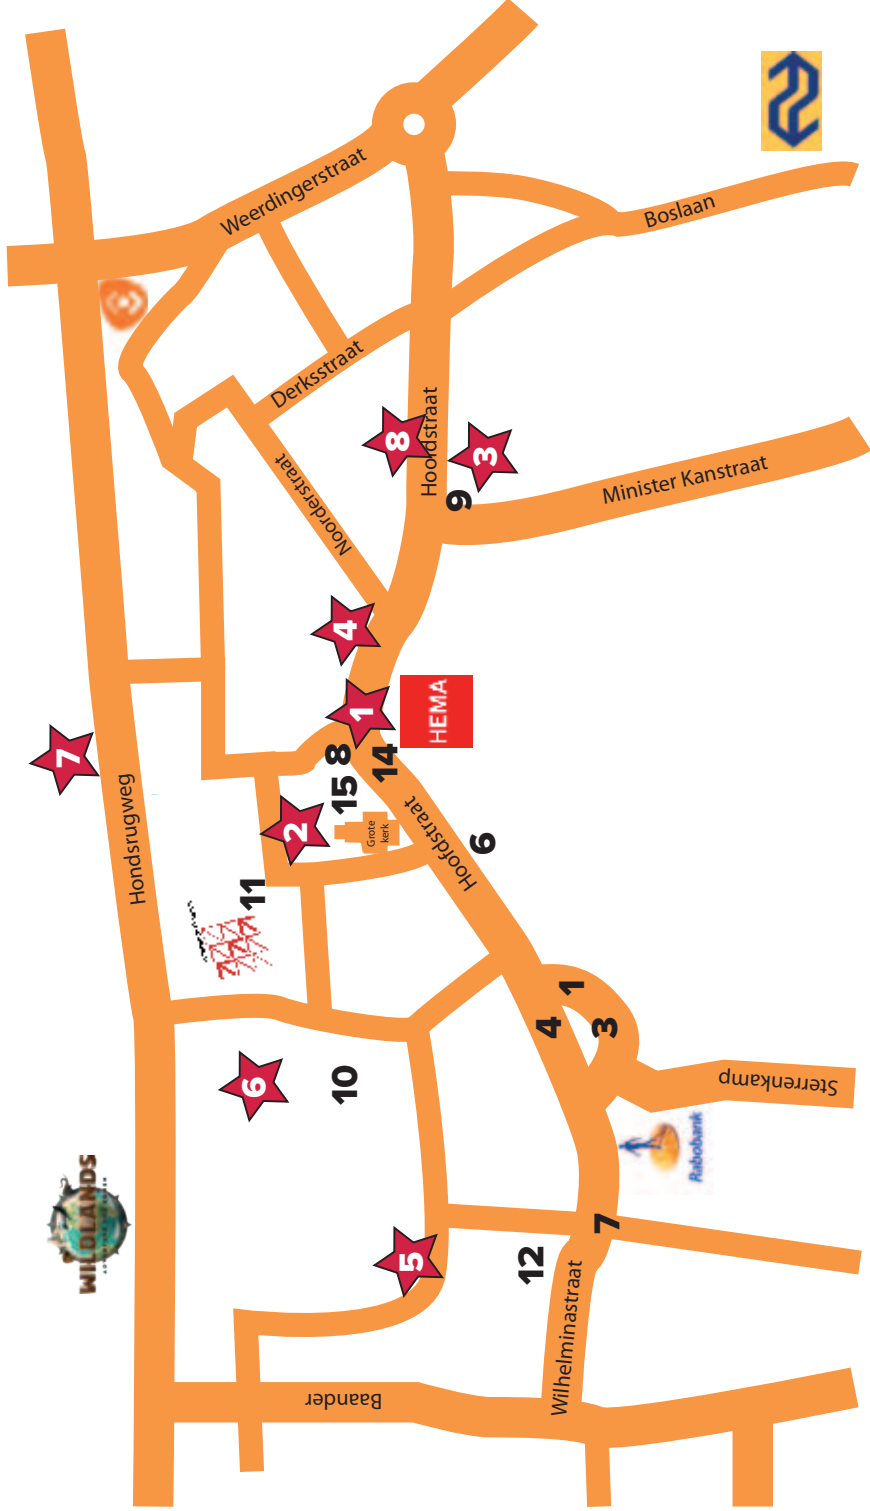 Weerdingerstraat
Boslaan
Derksstraat
8
Hoofdstraat
3
9
Minister Kanstraat
Noorderstraat
4
1
HEMA
7
Hondsrugweg
8
14
15
2
Grote
kerk
Hoofdstraat
6
11
1
4
3
6
10
Sterrenkamp
Rabobank
WILDLANDS
7
5
12
Wilhelminastraat
Baander